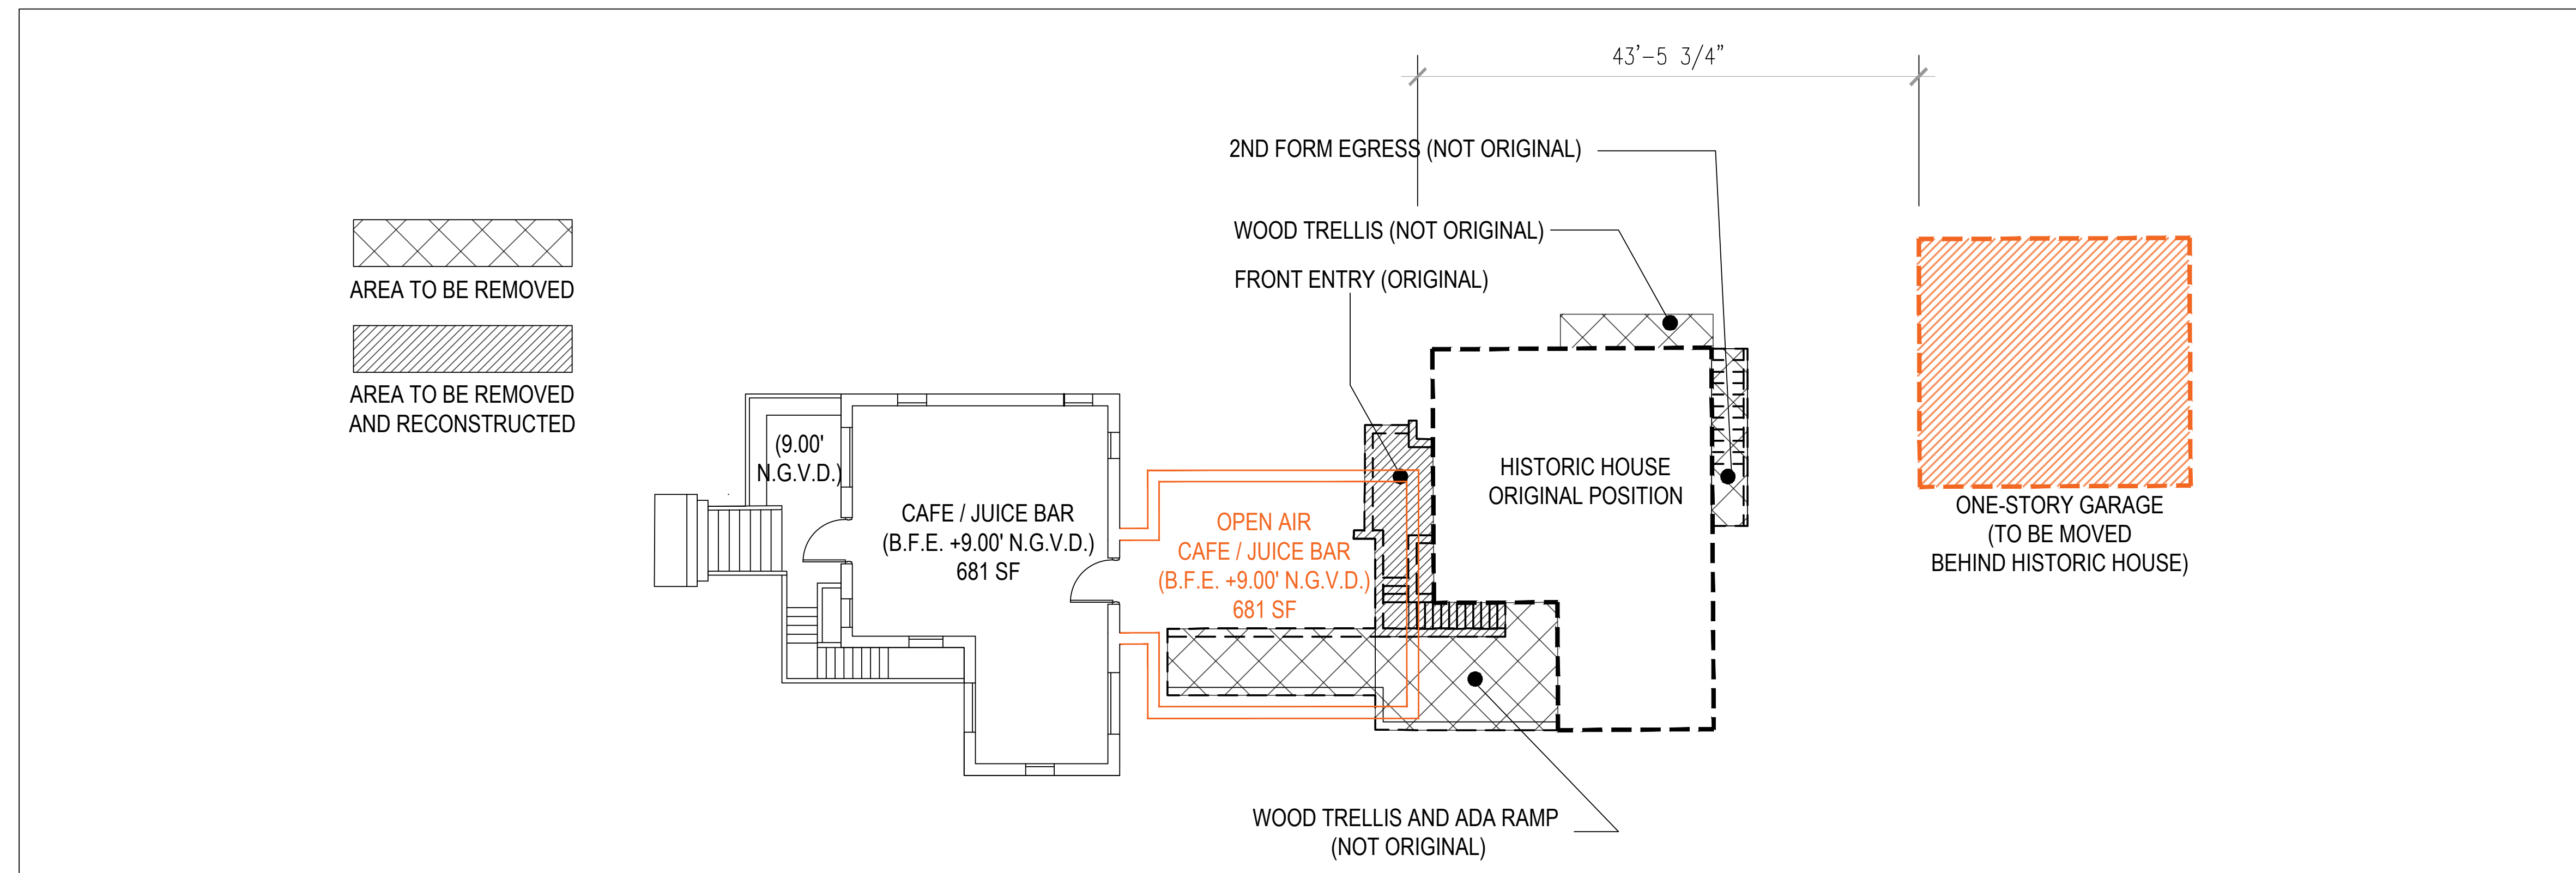 43'-5 3/4"
2ND FORM EGRESS (NOT ORIGINAL)
WOOD TRELLIS (NOT ORIGINAL)
FRONT ENTRY (ORIGINAL)
AREA TO BE REMOVED
AREA TO BE REMOVED
AND RECONSTRUCTED
(9.00'
N.G.V.D.)
CAFE / JUICE BAR
(B.F.E. +9.00' N.G.V.D.)
681 SF
OPEN AIR
CAFE / JUICE BAR
(B.F.E. +9.00' N.G.V.D.)
681 SF
HISTORIC HOUSE
ORIGINAL POSITION
ONE-STORY GARAGE
(TO BE MOVED
BEHIND HISTORIC HOUSE)
WOOD TRELLIS AND ADA RAMP
(NOT ORIGINAL)